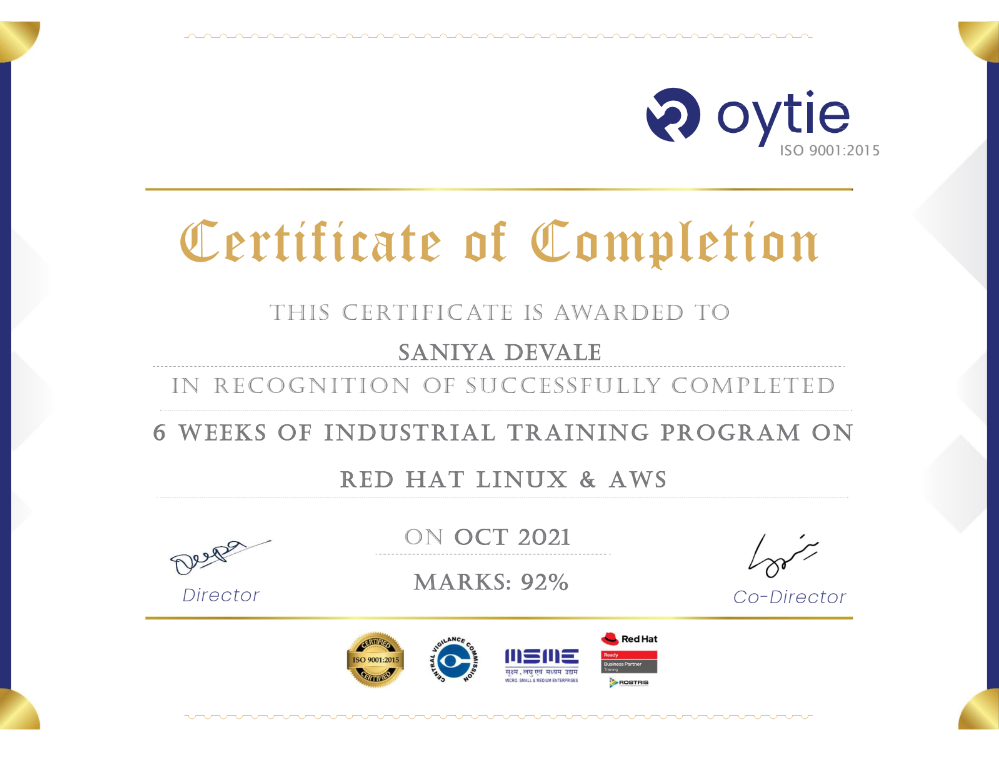 oytie
ISO 9001:2015
Certificate of Completion
THIS CERTIFICATE IS AWARDED TO
SANIYA DEVALE
IN RECOGNITION OF SUCCESSFULLY COMPLETED
6 WEEKS OF INDUSTRIAL TRAINING PROGRAM ON
RED HAT LINUX & AWS
ON OCT 2021
MARKS: 92%
Deepa
Director
Co-Director
CERTIFIED
ISO 9001:2015
CERTIFIED
CENTRAL VIGILANCE COMMISSION
MSME
सूक्ष्म, लघु एवं मध्यम उद्यम
MICRO, SMALL & MEDIUM ENTERPRISES
Red Hat
Ready
Business Partner
Training
ROSTRIS